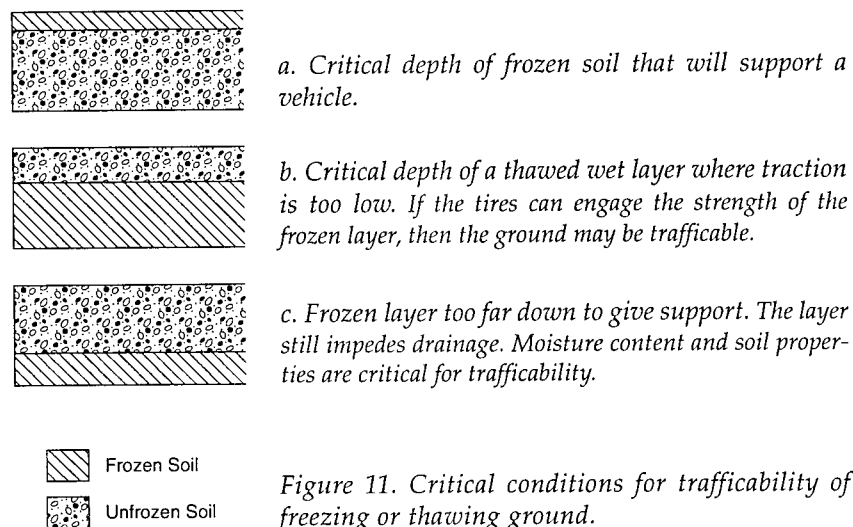 a. Critical depth of frozen soil that will support a
vehicle.
b. Critical depth of a thawed wet layer where traction
is too low. If the tires can engage the strength of the
frozen layer, then the ground may be trafficable.
c. Frozen layer too far down to give support. The layer
still impedes drainage. Moisture content and soil proper-
ties are critical for trafficability.
Frozen Soil
Unfrozen Soil
Figure 11. Critical conditions for trafficability of
freezing or thawing ground.